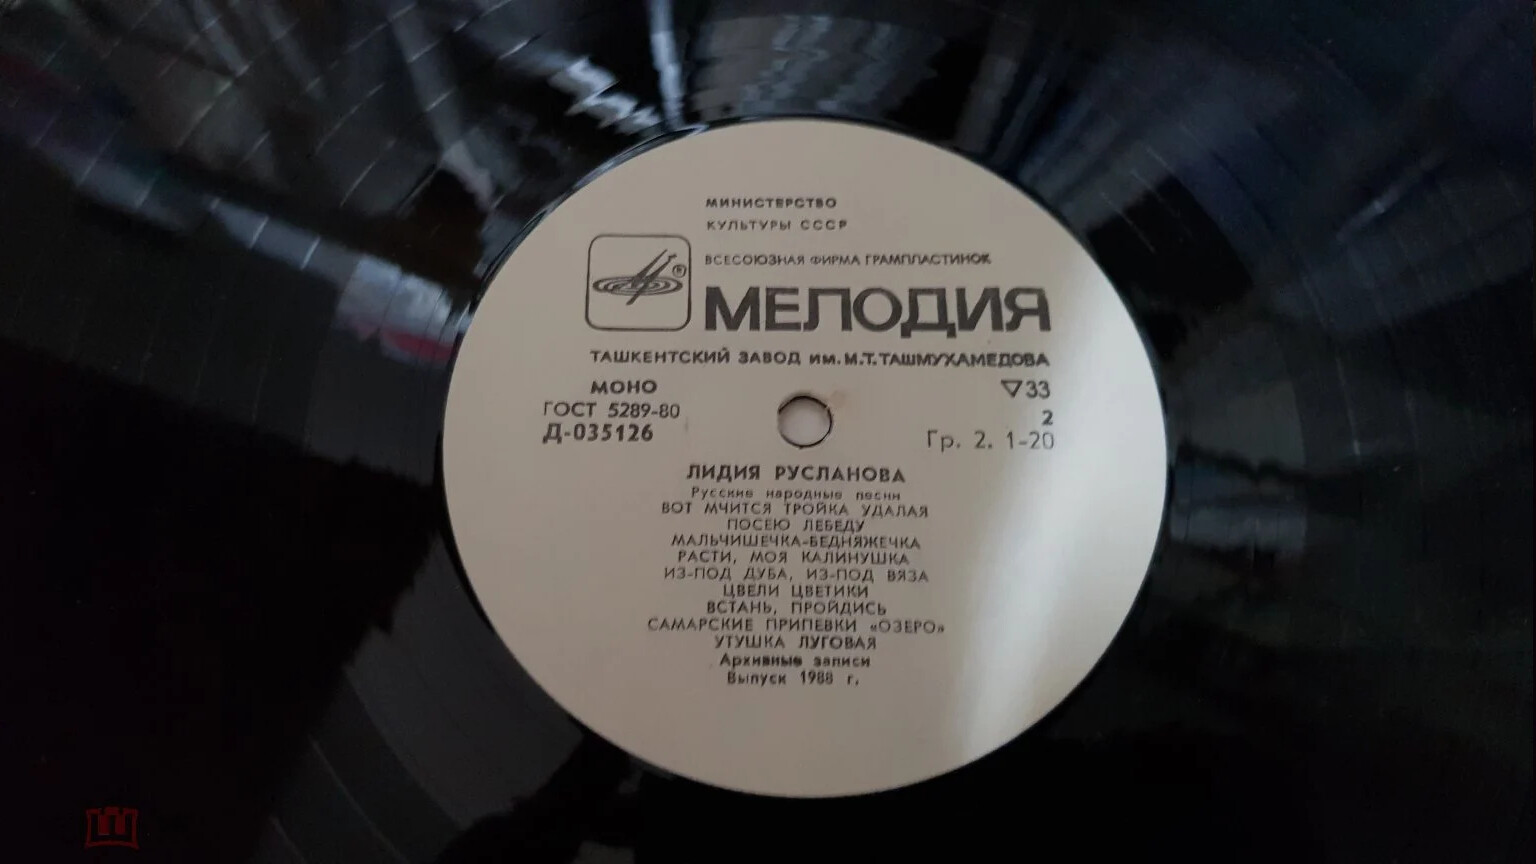 МИНИСТЕРСТВО
КУЛЬТУРЫ СССР
ВСЕСОЮЗНАЯ ФИРМА ГРАМПЛАСТИНОК
МЕЛОДИЯ
ТАШКЕНТСКИЙ ЗАВОД им. М.Т. ТАШМУХАМЕДОВА
МОНО ▽33
ГОСТ 5289-80 2
Д-035126 Гр. 2. 1-20
ЛИДИЯ РУСЛАНОВА
Русские народные песни
ВОТ МЧИТСЯ ТРОЙКА УДАЛАЯ
ПОСЕЮ ЛЕБЕДУ
МАЛЬЧИШЕЧКА-БЕДНЯЖЕЧКА
РАСТИ, МОЯ КАЛИНУШКА
ИЗ-ПОД ДУБА, ИЗ-ПОД ВЯЗА
ЦВЕЛИ ЦВЕТИКИ
ВСТАНЬ, ПРОЙДИСЬ
САМАРСКИЕ ПРИПЕВКИ «ОЗЕРО»
УТУШКА ЛУГОВАЯ
Архивные записи
Выпуск 1988 г.